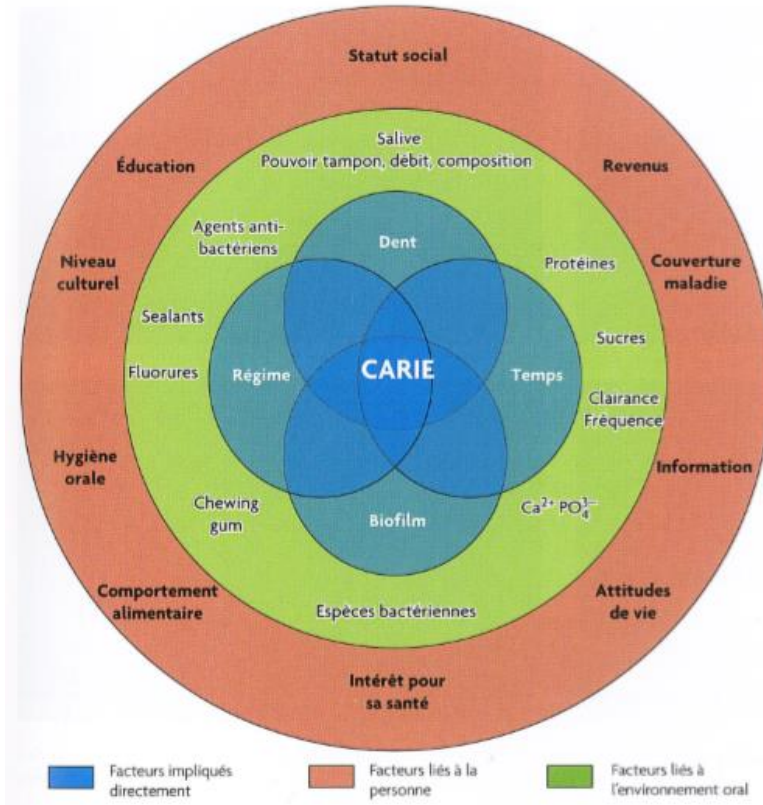 Statut social
Salive
Pouvoir tampon, débit, composition
Éducation
Revenus
Agents anti-
bactériens
Dent
Niveau
culturel
Protéines
Couverture
maladie
Sealants
Sucres
Fluorures
Régime
CARIE
Temps
Clairance
Fréquence
Hygiène
orale
Information
Chewing
gum
Biofilm
Ca²⁺ PO₄³⁻
Comportement
alimentaire
Espèces bactériennes
Attitudes
de vie
Intérêt pour
sa santé
Facteurs impliqués
directement
Facteurs liés à la
personne
Facteurs liés à
l'environnement oral